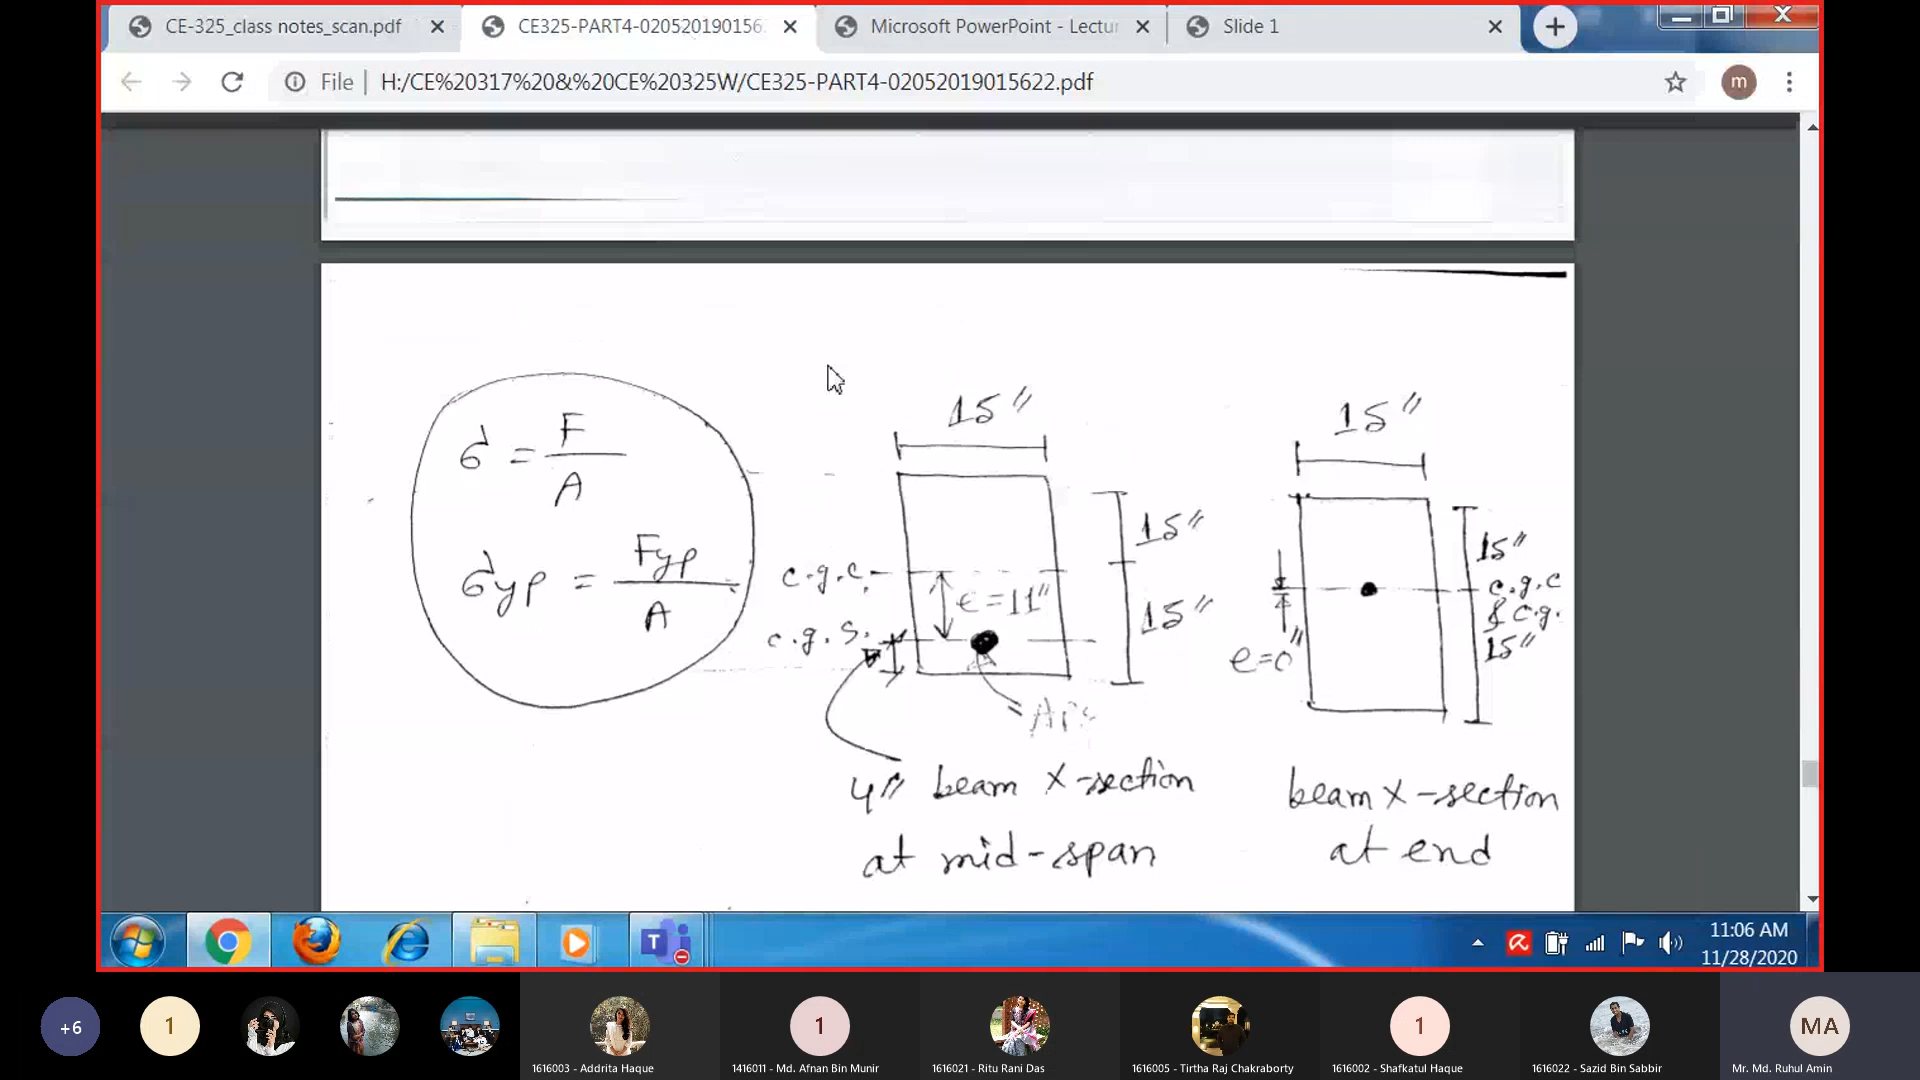 CE-325_class notes_scan.pdf
CE325-PART4-0205201901562
Microsoft PowerPoint - Lectur
Slide 1
File
H:/CE%20317%20&%20CE%20325W/CE325-PART4-02052019015622.pdf
m
σ = F / A
σyp = Fyp / A
15"
c.g.c.
e=11"
c.g.s.
15"
15"
4" beam x-section
at mid-span
15"
15"
c.g.c
& c.g.
15"
e=0"
beam x-section
at end
11:06 AM
11/28/2020
+6
1
1616003 - Addrita Haque
1
1416011 - Md. Afnan Bin Munir
1616021 - Ritu Rani Das
1616005 - Tirtha Raj Chakraborty
1
1616002 - Shafkatul Haque
1616022 - Sazid Bin Sabbir
MA
Mr. Md. Ruhul Amin